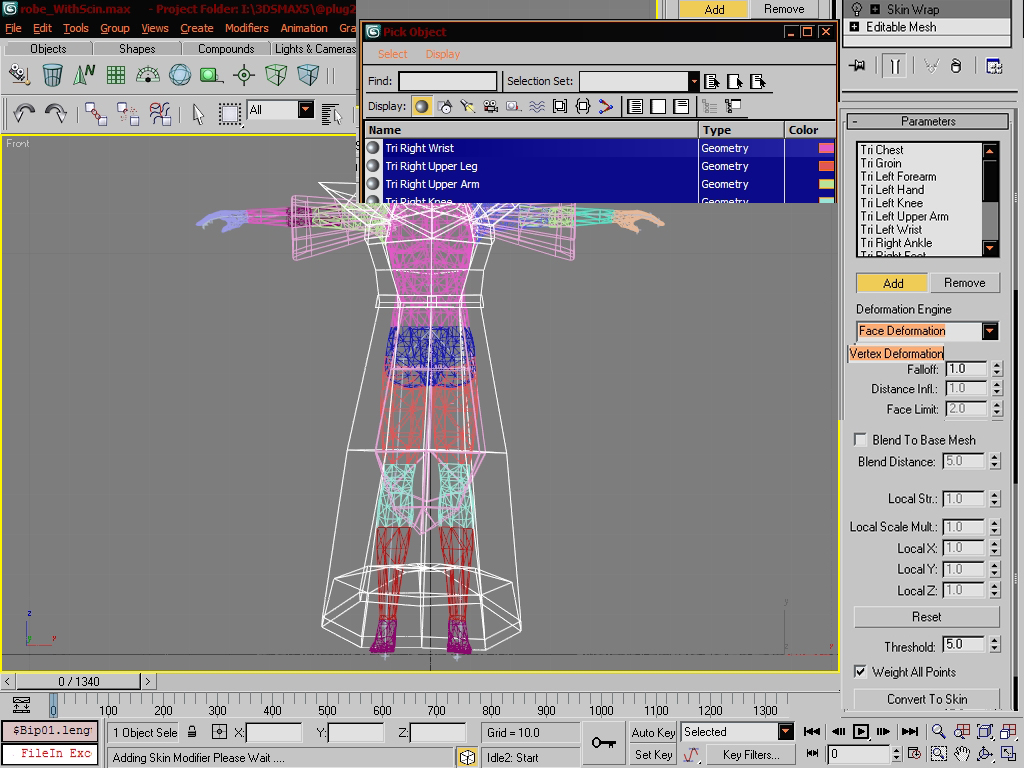 robe_WithScin.max - Project Folder: I:\3DSMAX5\@plug2
File Edit Tools Group Views Create Modifiers Animation Gra
Objects Shapes Compounds Lights & Cameras
All
Front
Pick Object
Select Display
Find: Selection Set:
Display:
Name Type Color
Tri Right Wrist Geometry
Tri Right Upper Leg Geometry
Tri Right Upper Arm Geometry
Tri Right Knee Geometry
Add Remove
Skin Wrap
Editable Mesh
- Parameters
Tri Chest
Tri Groin
Tri Left Forearm
Tri Left Hand
Tri Left Knee
Tri Left Upper Arm
Tri Left Wrist
Tri Right Ankle
Tri Right Foot
Add Remove
Deformation Engine
Face Deformation
Vertex Deformation
Falloff: 1.0
Distance Infl.: 1.0
Face Limit: 2.0
Blend To Base Mesh
Blend Distance: 5.0
Local Str.: 1.0
Local Scale Mult.: 1.0
Local X: 1.0
Local Y: 1.0
Local Z: 1.0
Reset
Threshold: 5.0
Weight All Points
Convert To Skin
z
y x
y
z x
< 0 / 1340 >
0 100 200 300 400 500 600 700 800 900 1000 1100 1200 1300
$Bip01.leng 1 Object Sele X: Y: Z: Grid = 10.0 Auto Key Selected
FileIn Exc Adding Skin Modifier Please Wait .... Idle2: Start Set Key Key Filters... 0